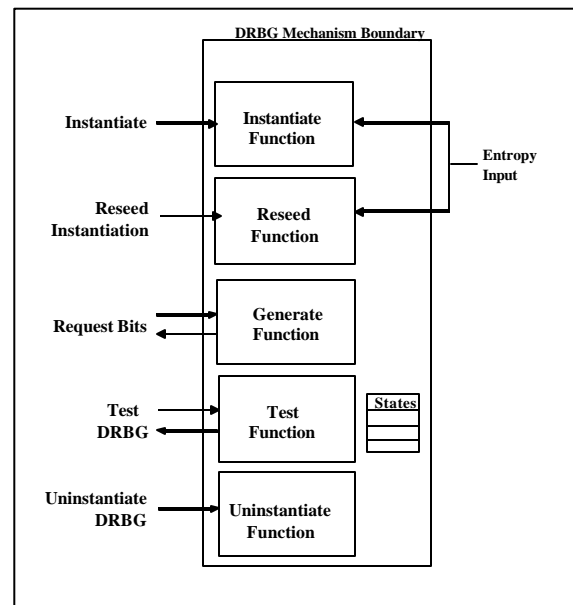 DRBG Mechanism Boundary
Instantiate
Instantiate
Function
Entropy
Input
Reseed
Instantiation
Reseed
Function
Request Bits
Generate
Function
Test
DRBG
Test
Function
States
Uninstantiate
DRBG
Uninstantiate
Function